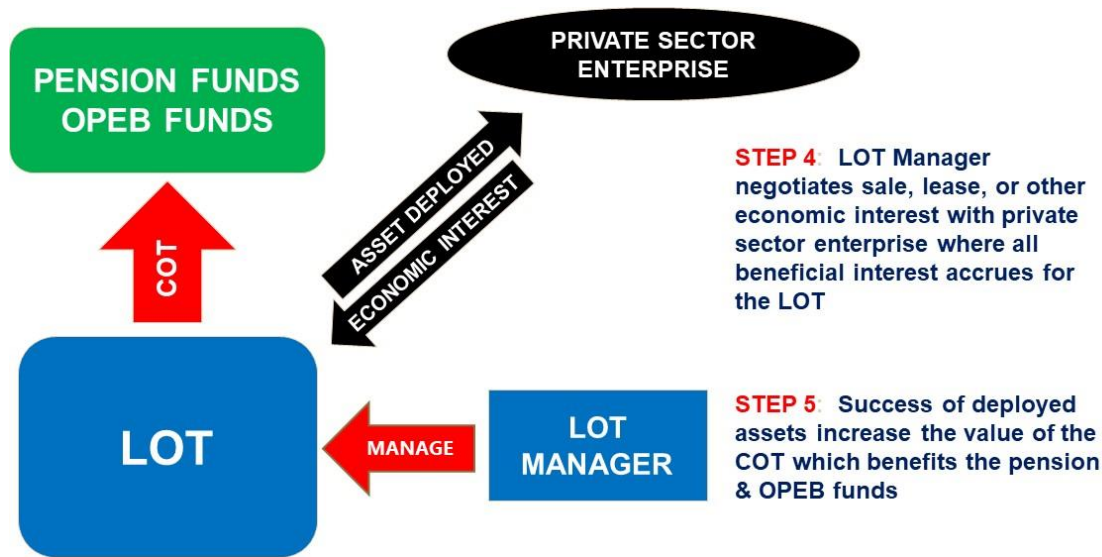 PENSION FUNDS
OPEB FUNDS
PRIVATE SECTOR
ENTERPRISE
ASSET DEPLOYED
ECONOMIC INTEREST
COT
STEP 4: LOT Manager
negotiates sale, lease, or other
economic interest with private
sector enterprise where all
beneficial interest accrues for
the LOT
LOT
MANAGE
LOT
MANAGER
STEP 5: Success of deployed
assets increase the value of the
COT which benefits the pension
& OPEB funds